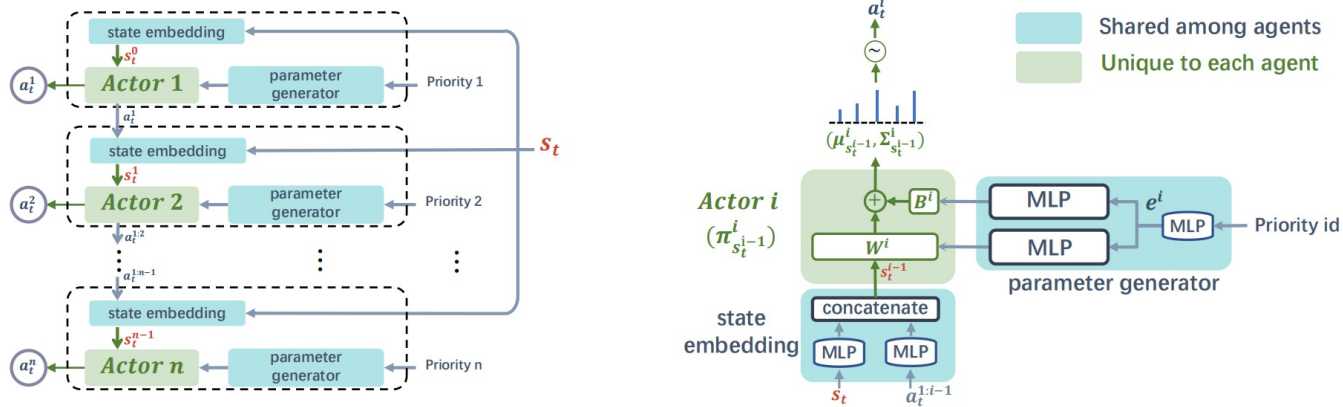 state embedding
s_t^0
Actor 1
parameter
generator
Priority 1
a_t^1
a_t^1
state embedding
s_t
s_t^1
Actor 2
parameter
generator
Priority 2
a_t^2
a_t^{1:2}
a_t^{1:n−1}
state embedding
s_t^{n−1}
Actor n
parameter
generator
Priority n
a_t^n
a_t^i
~
(μ^i_{s_t^{i−1}}, Σ^i_{s_t^{i−1}})
Shared among agents
Unique to each agent
Actor i
(π^i_{s_t^{i−1}})
+
B^i
W^i
s_t^{i−1}
MLP
MLP
e^i
MLP
Priority id
parameter generator
state
embedding
concatenate
MLP
MLP
s_t
a_t^{1:i−1}